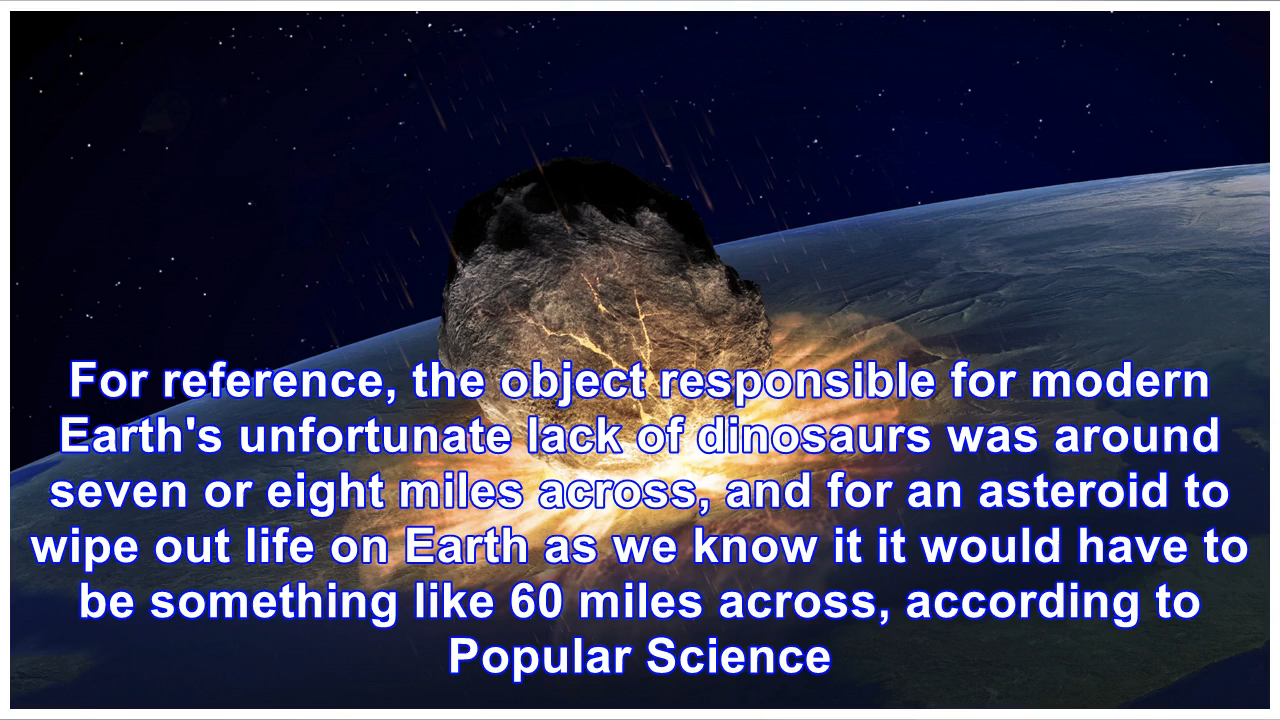 For reference, the object responsible for modern
Earth's unfortunate lack of dinosaurs was around
seven or eight miles across, and for an asteroid to
wipe out life on Earth as we know it it would have to
be something like 60 miles across, according to
Popular Science